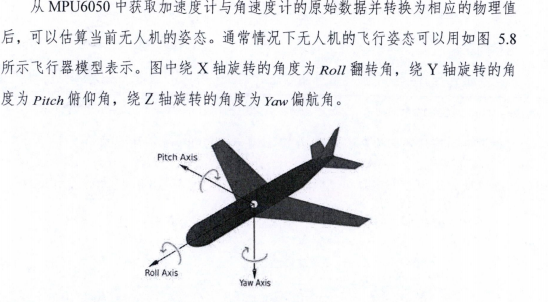 从 MPU6050 中获取加速度计与角速度计的原始数据并转换为相应的物理值
后，可以估算当前无人机的姿态。通常情况下无人机的飞行姿态可以用如图 5.8
所示飞行器模型表示。图中绕 X 轴旋转的角度为 Roll 翻转角，绕 Y 轴旋转的角
度为 Pitch 俯仰角，绕 Z 轴旋转的角度为 Yaw 偏航角。
Pitch Axis
Roll Axis
Yaw Axis